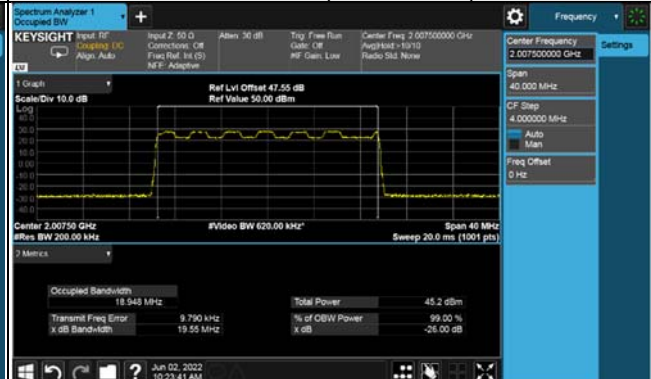 Spectrum Analyzer 1
Occupied BW
+
Frequency
KEYSIGHT
Input: RF
Coupling: DC
Align: Auto
Input Z: 50 Ω
Corrections: Off
Freq Ref: Int (S)
NFE: Adaptive
Atten: 30 dB
Trig: Free Run
Gate: Off
#IF Gain: Low
Center Freq: 2.007500000 GHz
Avg|Hold:>10/10
Radio Std: None
LXI
Center Frequency
2.007500000 GHz
Settings
Span
40.000 MHz
CF Step
4.000000 MHz
Auto
Man
Freq Offset
0 Hz
1 Graph
Scale/Div 10.0 dB
Ref Lvl Offset 47.55 dB
Ref Value 50.00 dBm
Log
40.0
30.0
20.0
10.0
0.00
-10.0
-20.0
-30.0
-40.0
Center 2.00750 GHz
#Res BW 200.00 kHz
#Video BW 620.00 kHz*
Span 40 MHz
Sweep 20.0 ms (1001 pts)
2 Metrics
Occupied Bandwidth
18.948 MHz
Total Power
45.2 dBm
Transmit Freq Error
9.790 kHz
% of OBW Power
99.00 %
x dB Bandwidth
19.55 MHz
x dB
-26.00 dB
?
Jun 02, 2022
10:23:41 AM